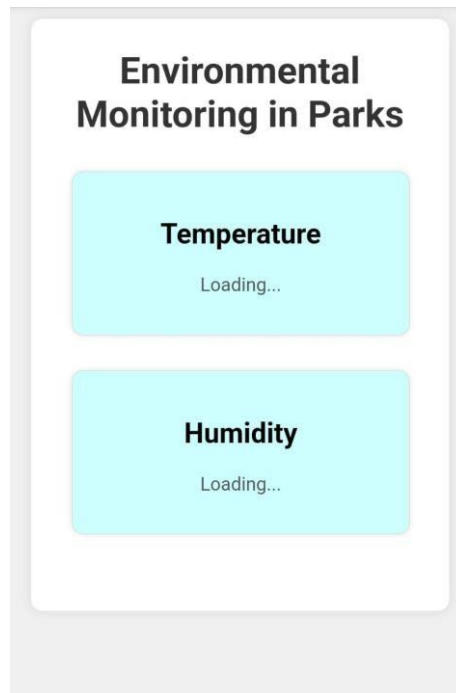 Environmental
Monitoring in Parks
Temperature
Loading...
Humidity
Loading...